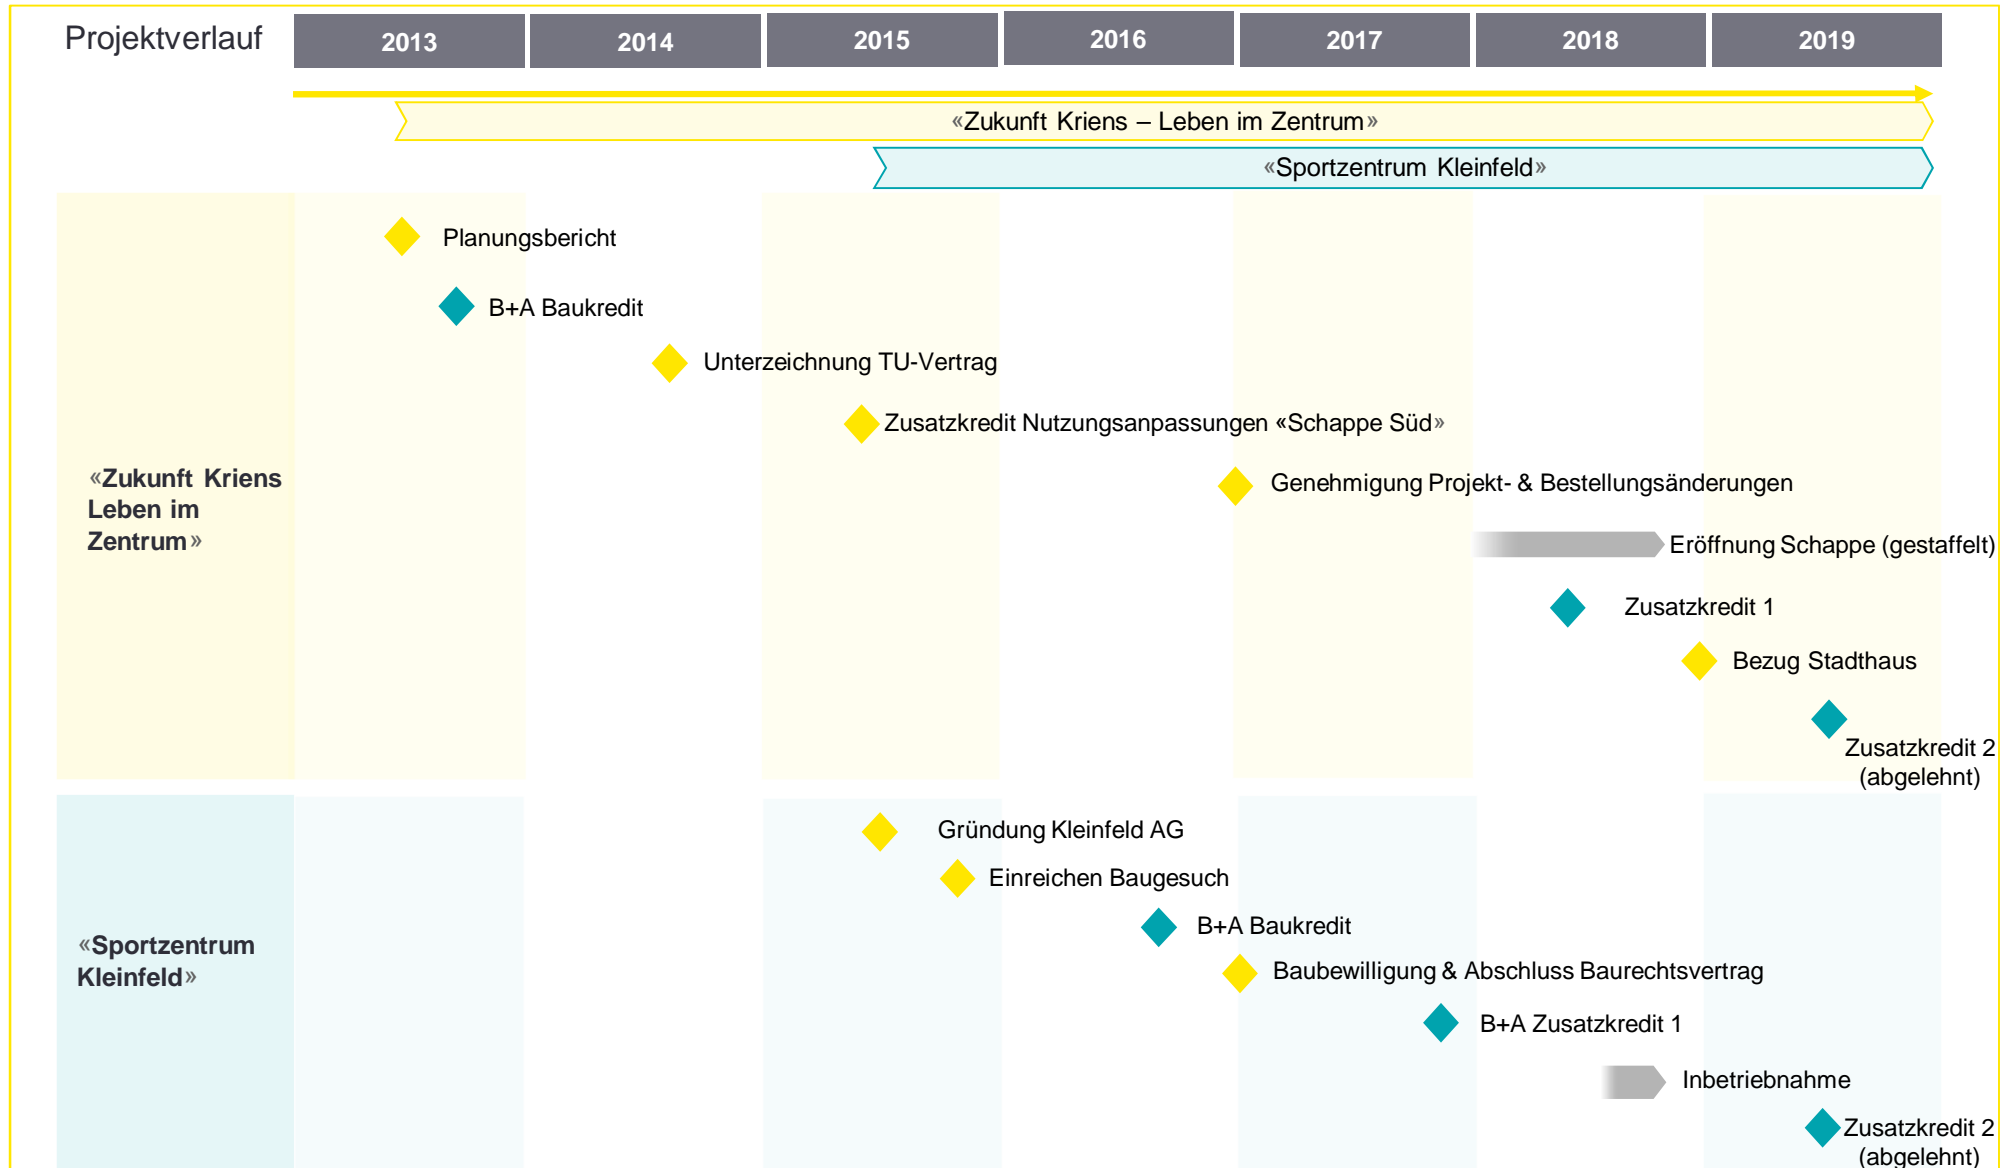 Projektverlauf
2013
2014
2015
2016
2017
2018
2019
«Zukunft Kriens – Leben im Zentrum»
«Sportzentrum Kleinfeld»
«Zukunft Kriens
Leben im
Zentrum»
Planungsbericht
B+A Baukredit
Unterzeichnung TU-Vertrag
Zusatzkredit Nutzungsanpassungen «Schappe Süd»
Genehmigung Projekt- & Bestellungsänderungen
Eröffnung Schappe (gestaffelt)
Zusatzkredit 1
Bezug Stadthaus
Zusatzkredit 2
(abgelehnt)
«Sportzentrum
Kleinfeld»
Gründung Kleinfeld AG
Einreichen Baugesuch
B+A Baukredit
Baubewilligung & Abschluss Baurechtsvertrag
B+A Zusatzkredit 1
Inbetriebnahme
Zusatzkredit 2
(abgelehnt)